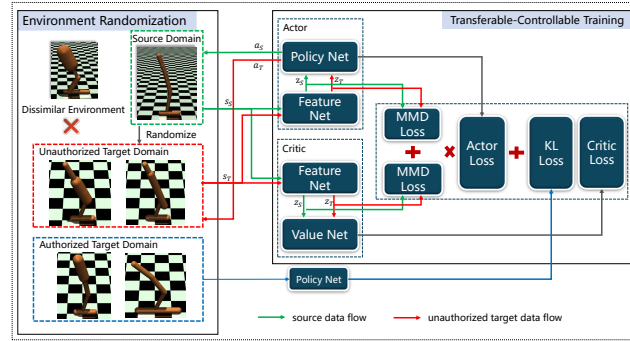 Environment Randomization
Source Domain
Dissimilar Environment
Randomize
Unauthorized Target Domain
Authorized Target Domain
Transferable-Controllable Training
Actor
a_S
a_T
Policy Net
z_S
z_T
s_S
Feature
Net
Critic
s_T
Feature
Net
z_S
z_T
Value Net
MMD
Loss
+
MMD
Loss
×
Actor
Loss
+
KL
Loss
Critic
Loss
Policy Net
source data flow
unauthorized target data flow